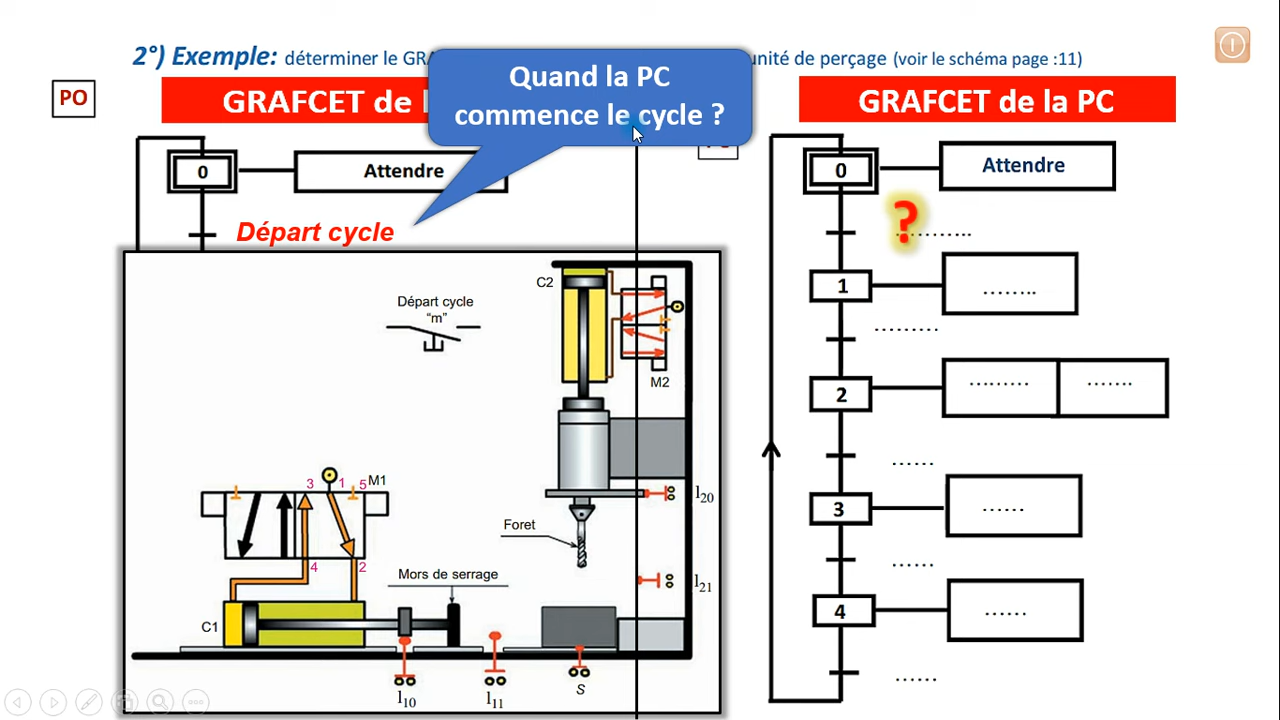 2°) Exemple: déterminer le GRA
unité de perçage (voir le schéma page :11)
PO
GRAFCET de
Quand la PC
commence le cycle ?
GRAFCET de la PC
0
Attendre
Départ cycle
0
Attendre
?
………..
1
……..
………
2
………
…….
……
3
……
……
4
……
……
Départ cycle
“m”
C2
M2
3
1
5
M1
4
2
Foret
l20
l21
Mors de serrage
C1
l10
l11
S